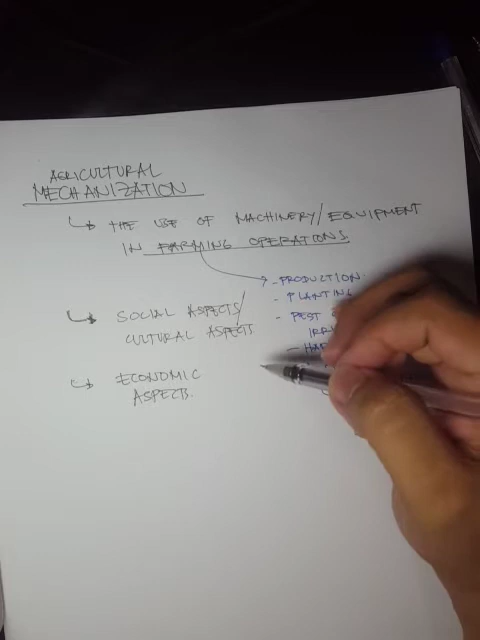 AGRICULTURAL
MECHANIZATION
THE USE OF MACHINERY/EQUIPMENT
IN FARMING OPERATIONS
- PRODUCTION
- PLANTING
- PEST
SOCIAL ASPECTS/
CULTURAL ASPECTS
ECONOMIC
ASPECTS.